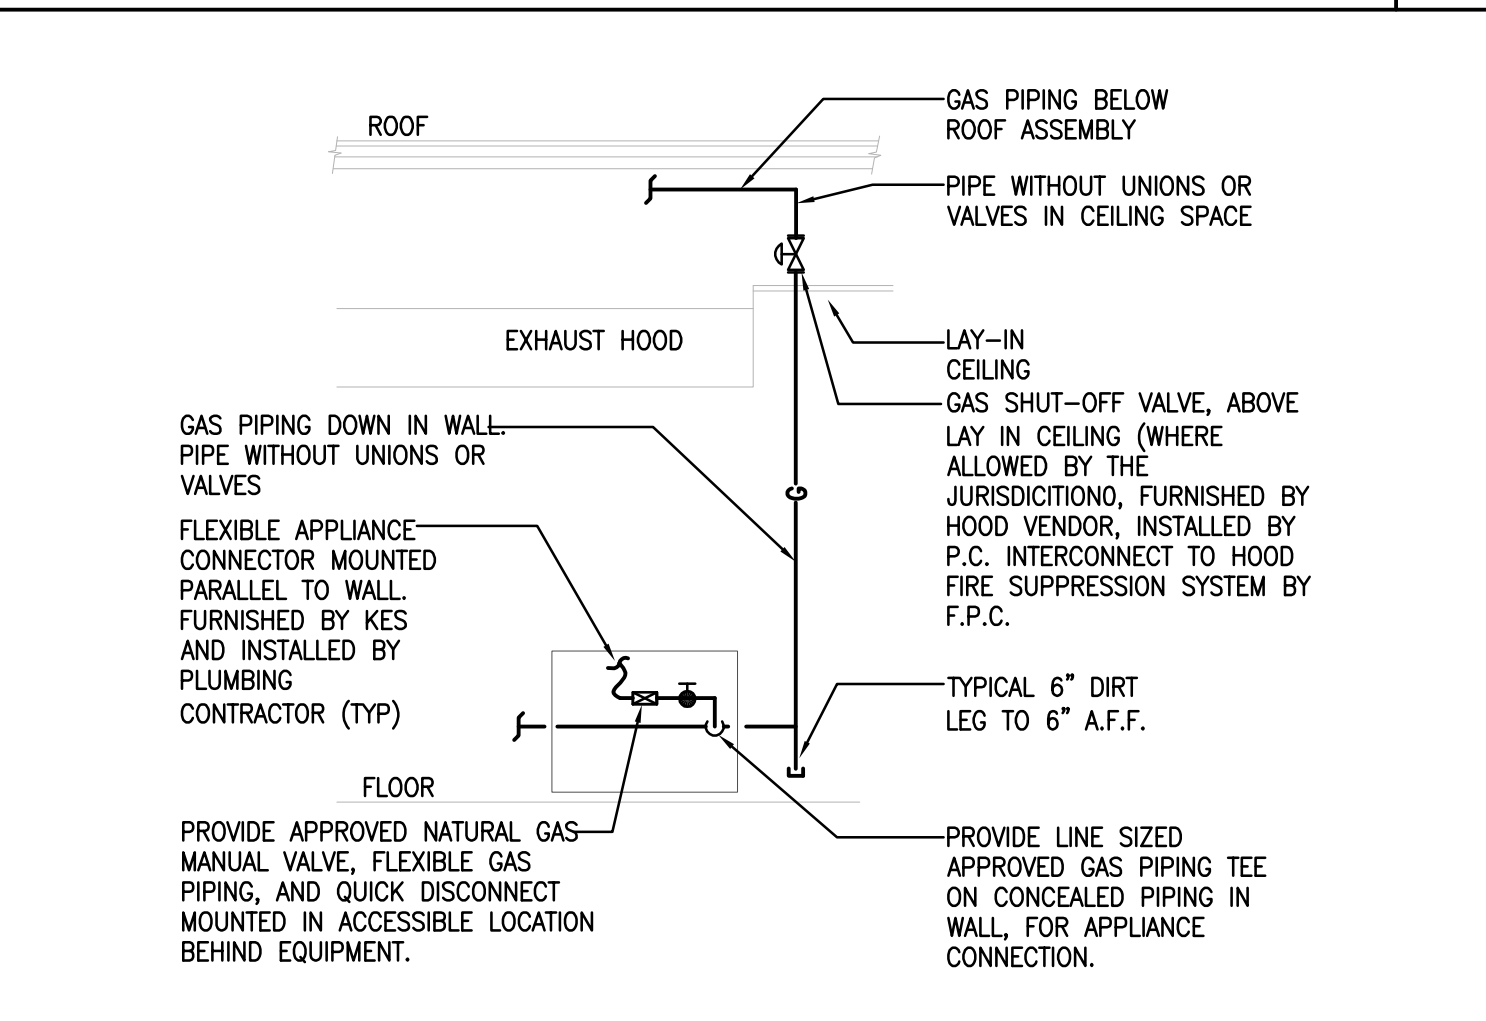 ROOF
GAS PIPING BELOW
ROOF ASSEMBLY
PIPE WITHOUT UNIONS OR
VALVES IN CEILING SPACE
EXHAUST HOOD
LAY-IN
CEILING
GAS SHUT-OFF VALVE, ABOVE
LAY IN CEILING (WHERE
ALLOWED BY THE
JURISDICITION0, FURNISHED BY
HOOD VENDOR, INSTALLED BY
P.C. INTERCONNECT TO HOOD
FIRE SUPPRESSION SYSTEM BY
F.P.C.
GAS PIPING DOWN IN WALL.
PIPE WITHOUT UNIONS OR
VALVES
G
FLEXIBLE APPLIANCE
CONNECTOR MOUNTED
PARALLEL TO WALL.
FURNISHED BY KES
AND INSTALLED BY
PLUMBING
CONTRACTOR (TYP)
TYPICAL 6" DIRT
LEG TO 6" A.F.F.
FLOOR
PROVIDE APPROVED NATURAL GAS
MANUAL VALVE, FLEXIBLE GAS
PIPING, AND QUICK DISCONNECT
MOUNTED IN ACCESSIBLE LOCATION
BEHIND EQUIPMENT.
PROVIDE LINE SIZED
APPROVED GAS PIPING TEE
ON CONCEALED PIPING IN
WALL, FOR APPLIANCE
CONNECTION.